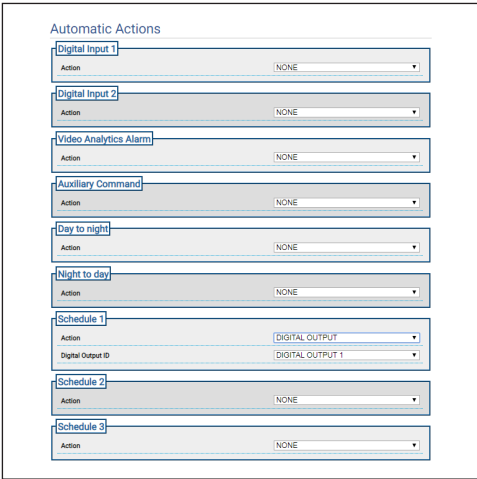 Automatic Actions
Digital Input 1
Action NONE
Digital Input 2
Action NONE
Video Analytics Alarm
Action NONE
Auxiliary Command
Action NONE
Day to night
Action NONE
Night to day
Action NONE
Schedule 1
Action DIGITAL OUTPUT
Digital Output ID DIGITAL OUTPUT 1
Schedule 2
Action NONE
Schedule 3
Action NONE